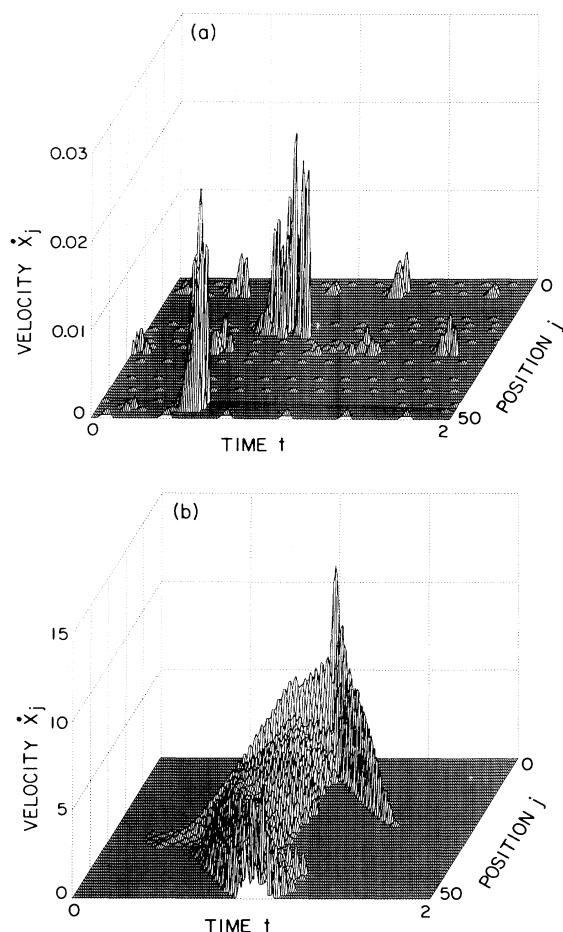 (a)
0.03
0.02
0.01
0
VELOCITY Ẋj
0
2
TIME t
0
50
POSITION j
(b)
15
10
5
0
VELOCITY Ẋj
0
2
TIME t
0
50
POSITION j